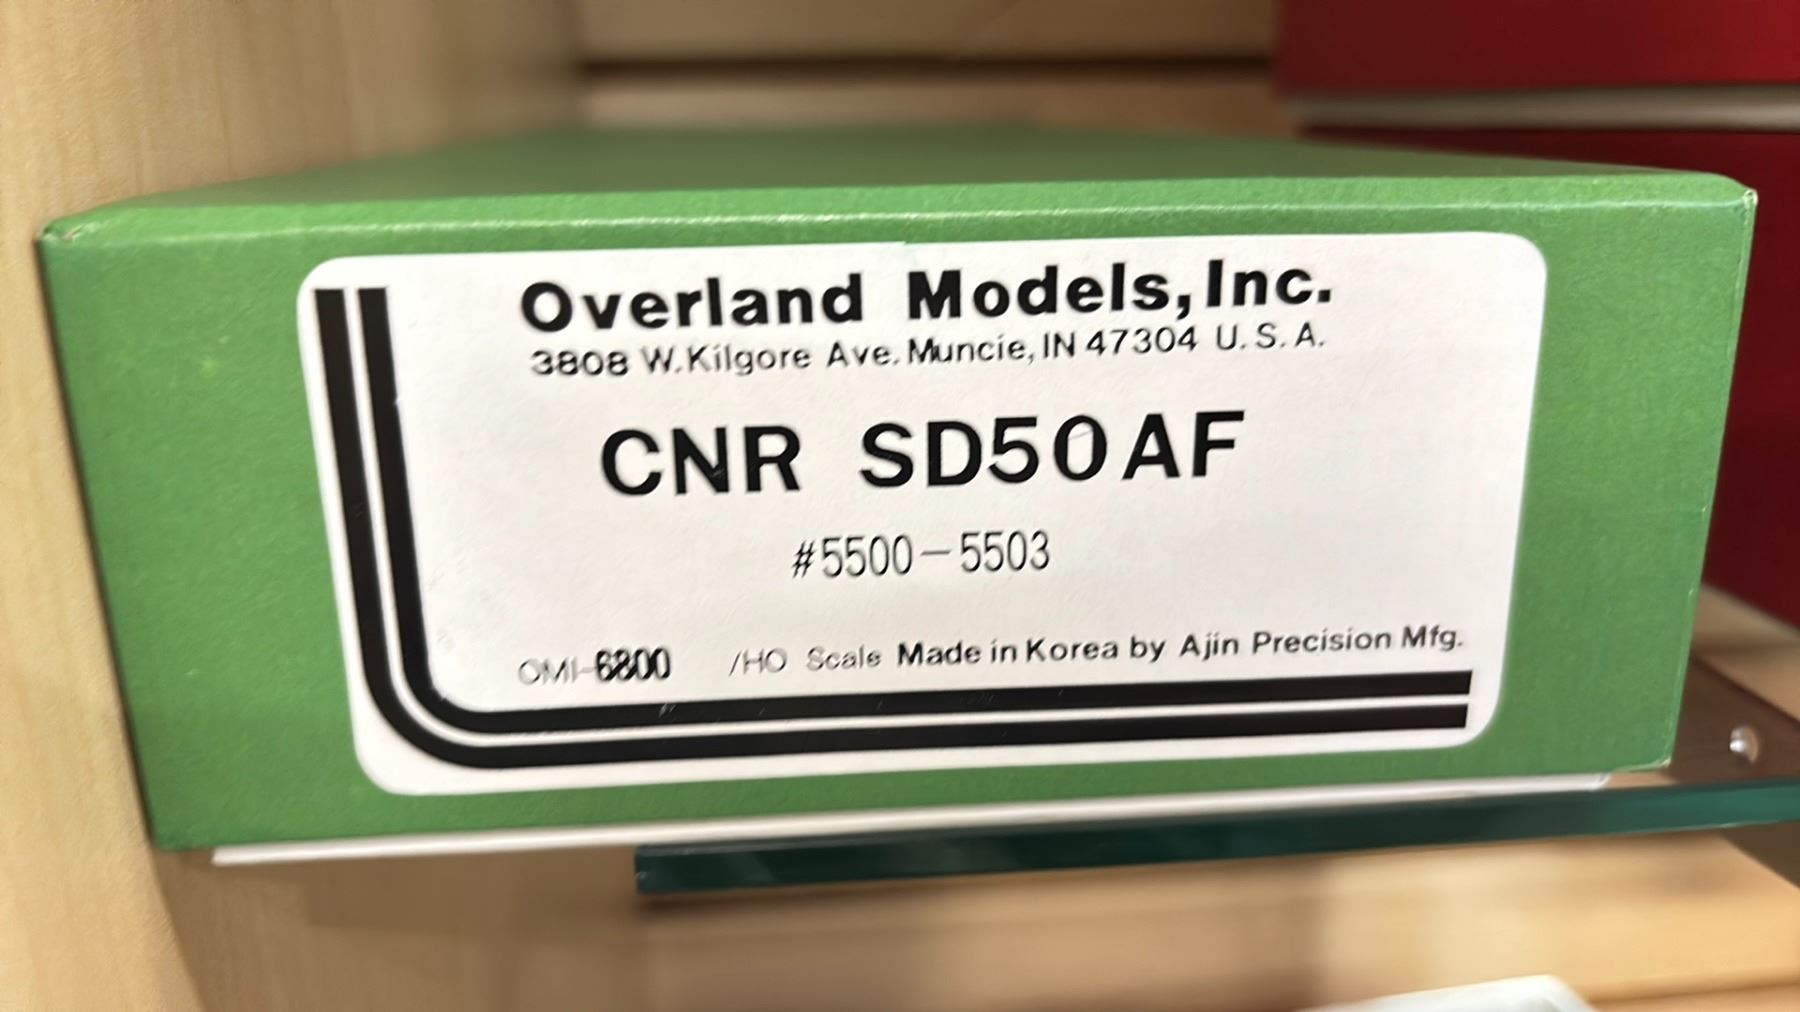 Overland Models, Inc.
3808 W. Kilgore Ave. Muncie, IN 47304 U.S.A.
CNR SD50AF
#5500-5503
OMI-6800 /HO Scale Made in Korea by Ajin Precision Mfg.